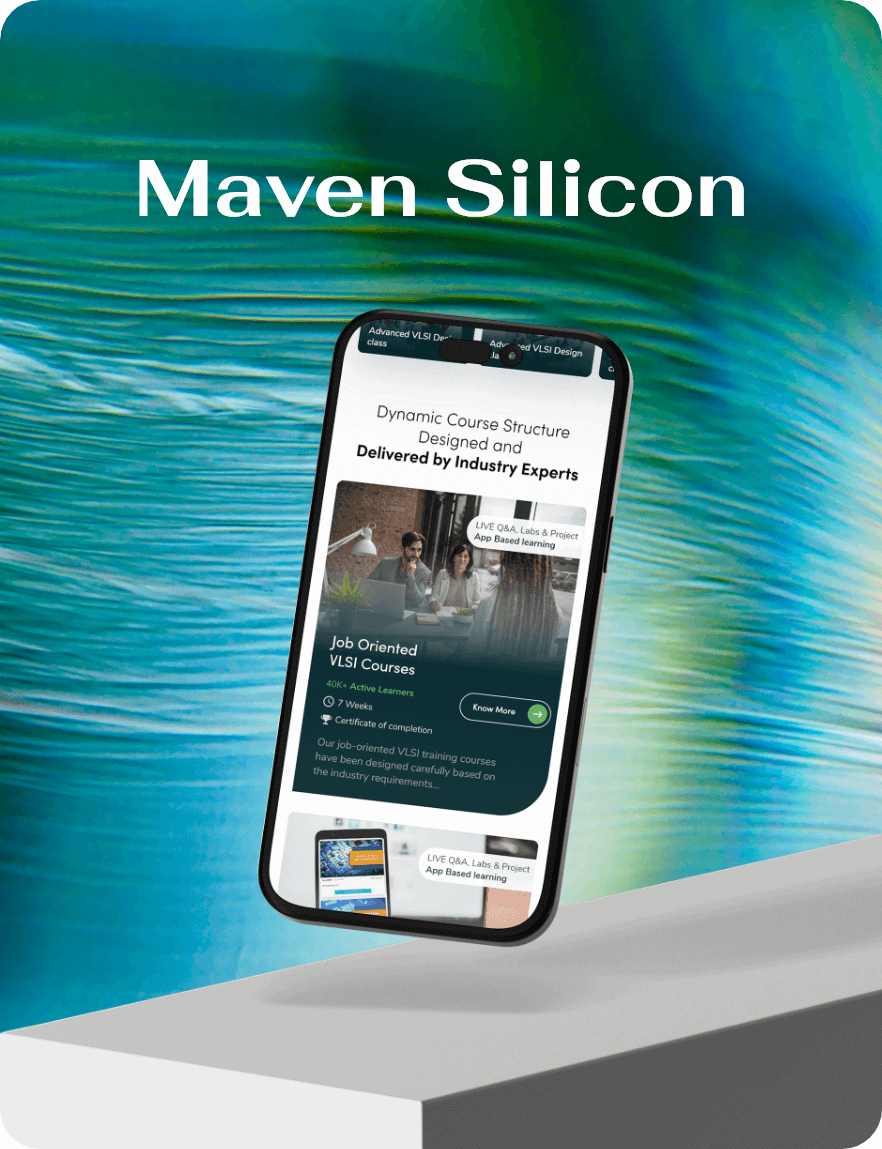 Maven Silicon
Advanced VLSI
class
Advanced VLSI Design
Dynamic Course Structure
Designed and
Delivered by Industry Experts
LIVE Q&A, Labs & Project
App Based learning
Job Oriented
VLSI Courses
40K+ Active Learners
7 Weeks
Know More
Certificate of completion
Our job-oriented VLSI training courses
have been designed carefully based on
the industry requirements...
LIVE Q&A, Labs & Project
App Based learning